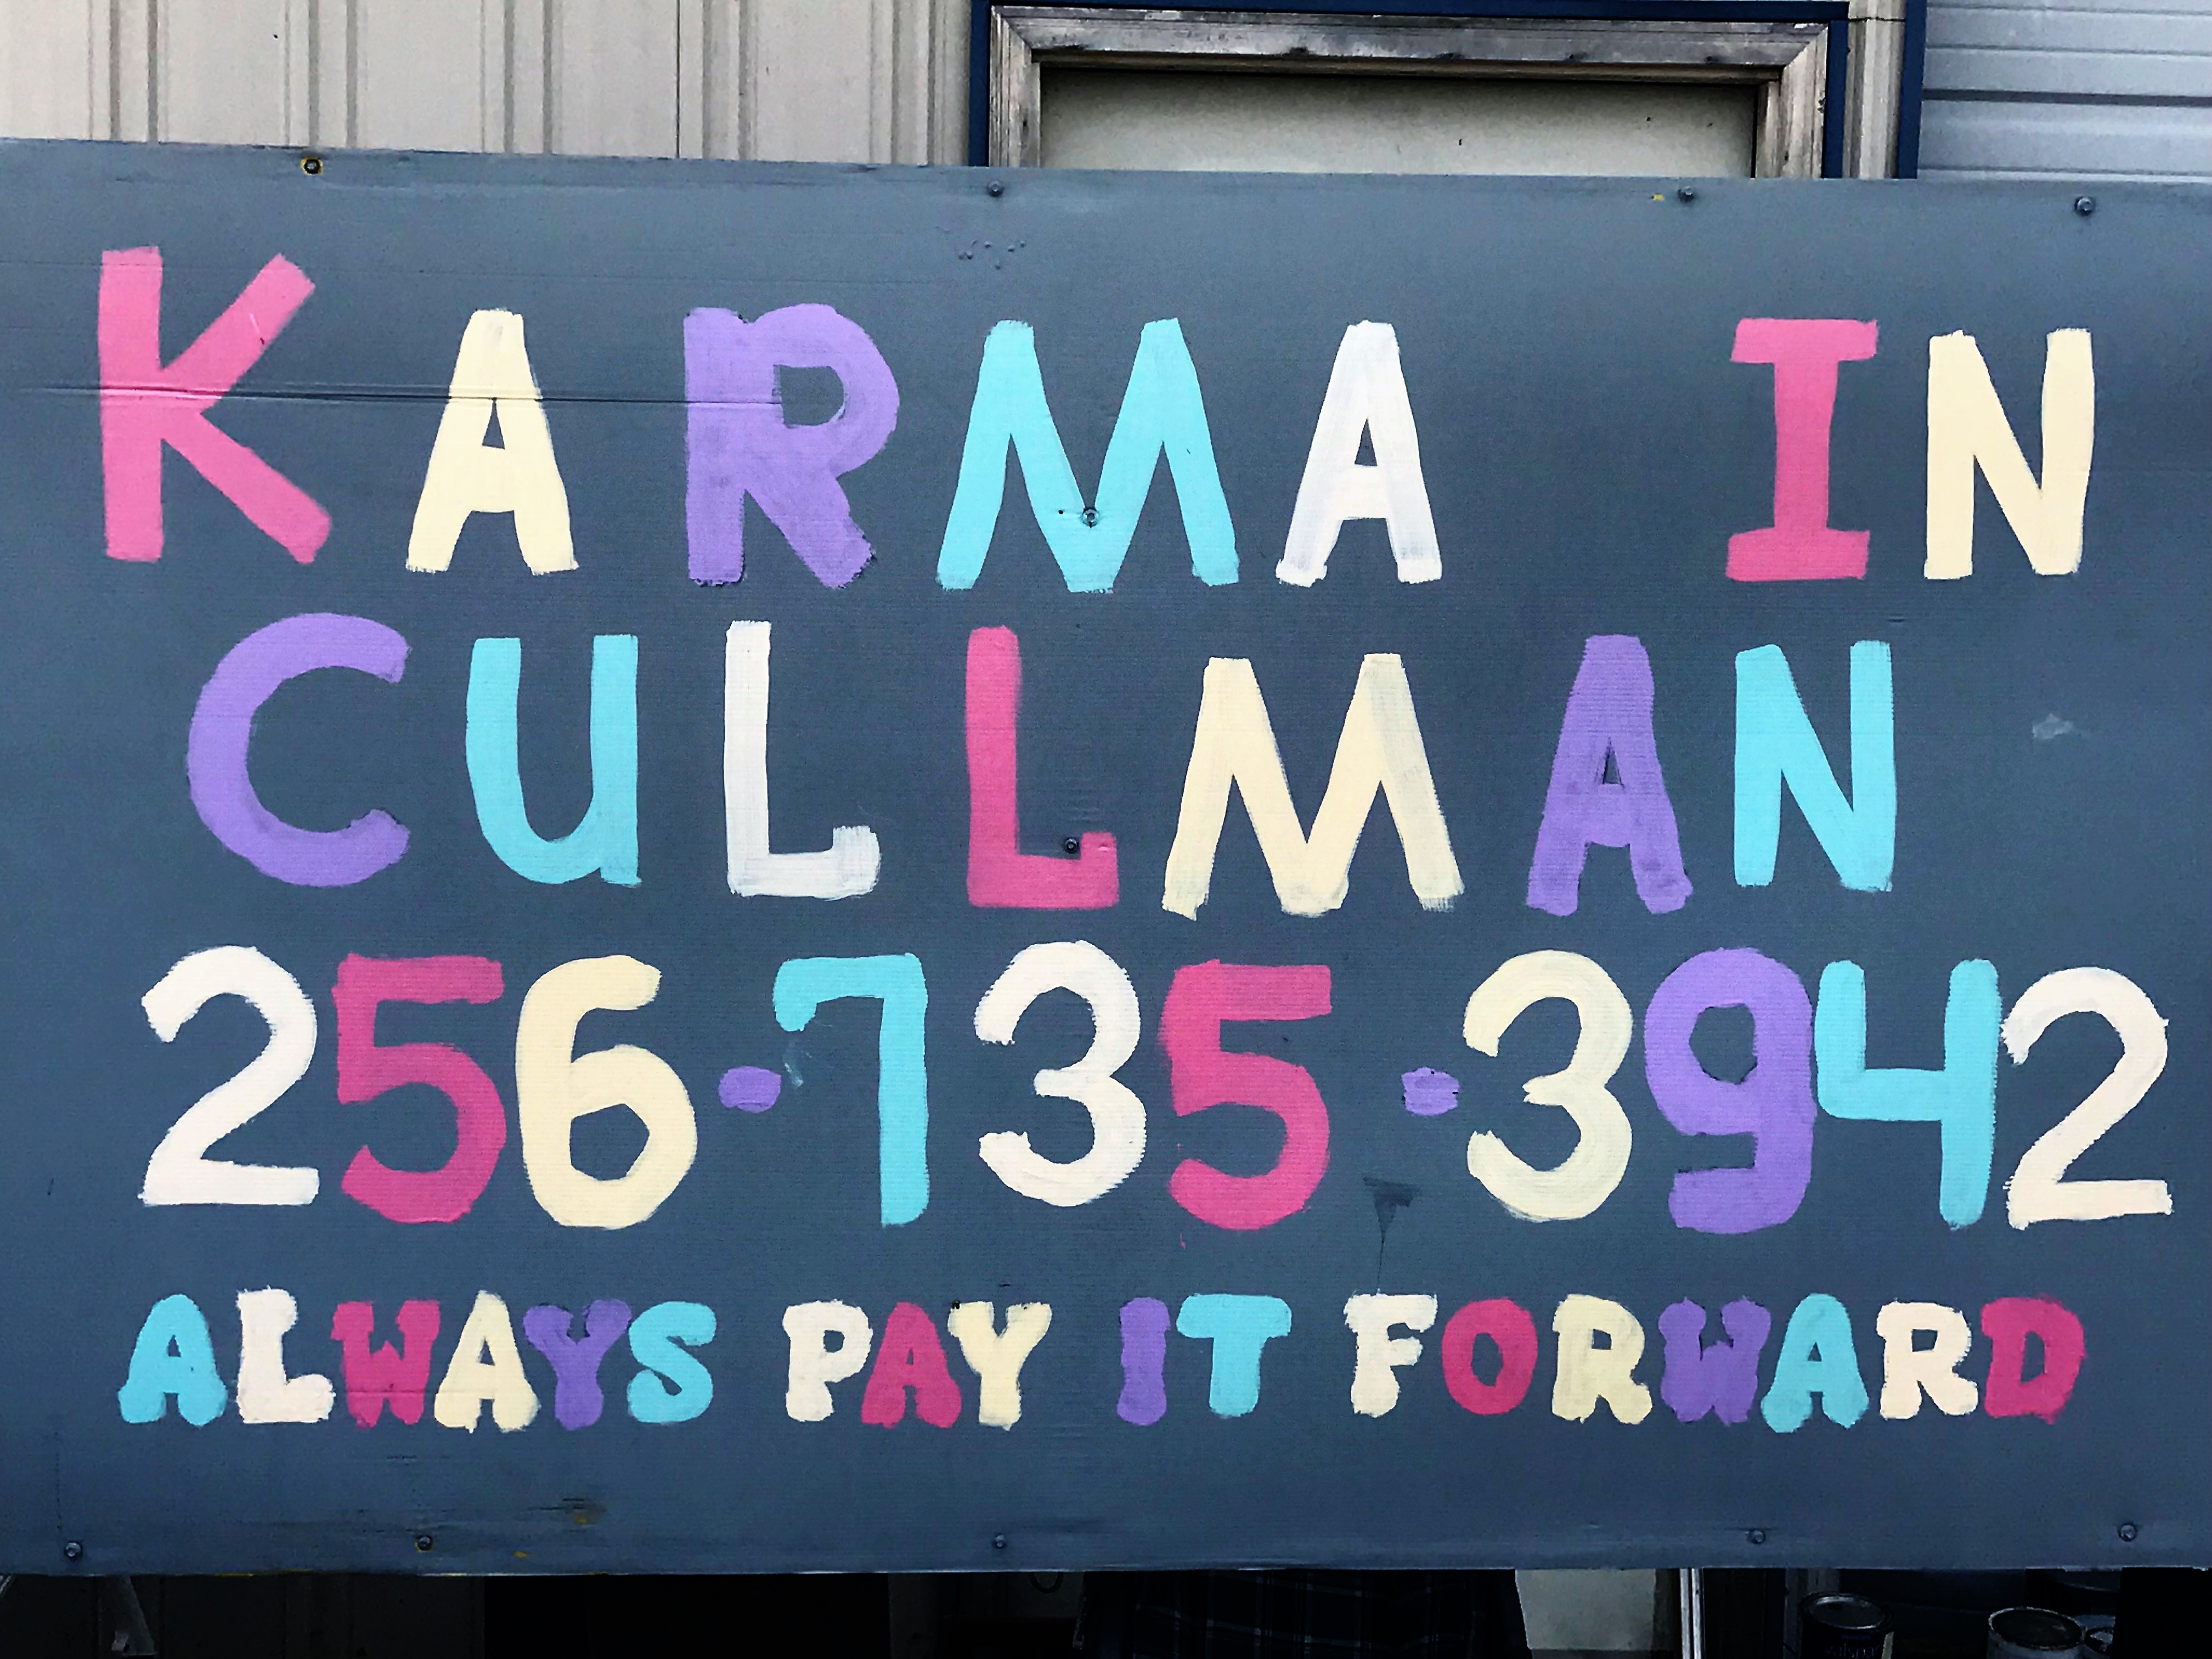 KARMA IN
CULLMAN
256-735-3942
ALWAYS PAY IT FORWARD